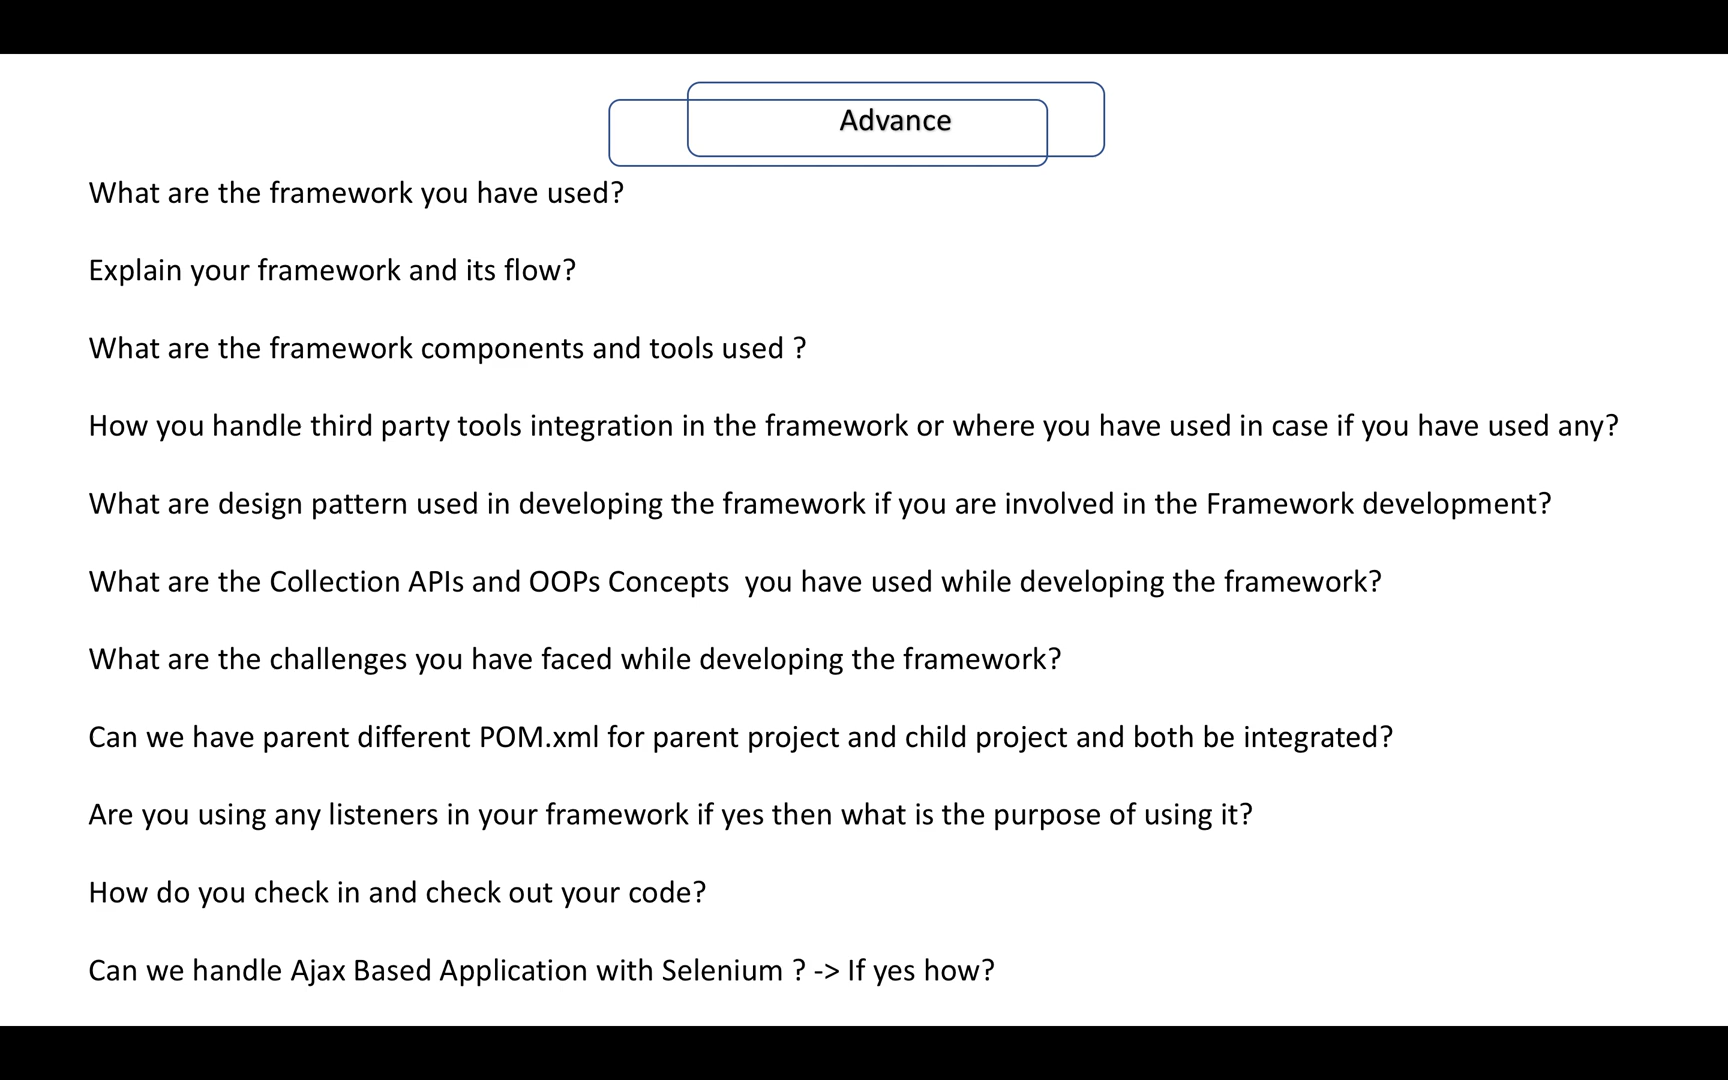 Advance
What are the framework you have used?
Explain your framework and its flow?
What are the framework components and tools used ?
How you handle third party tools integration in the framework or where you have used in case if you have used any?
What are design pattern used in developing the framework if you are involved in the Framework development?
What are the Collection APIs and OOPs Concepts  you have used while developing the framework?
What are the challenges you have faced while developing the framework?
Can we have parent different POM.xml for parent project and child project and both be integrated?
Are you using any listeners in your framework if yes then what is the purpose of using it?
How do you check in and check out your code?
Can we handle Ajax Based Application with Selenium ? -> If yes how?